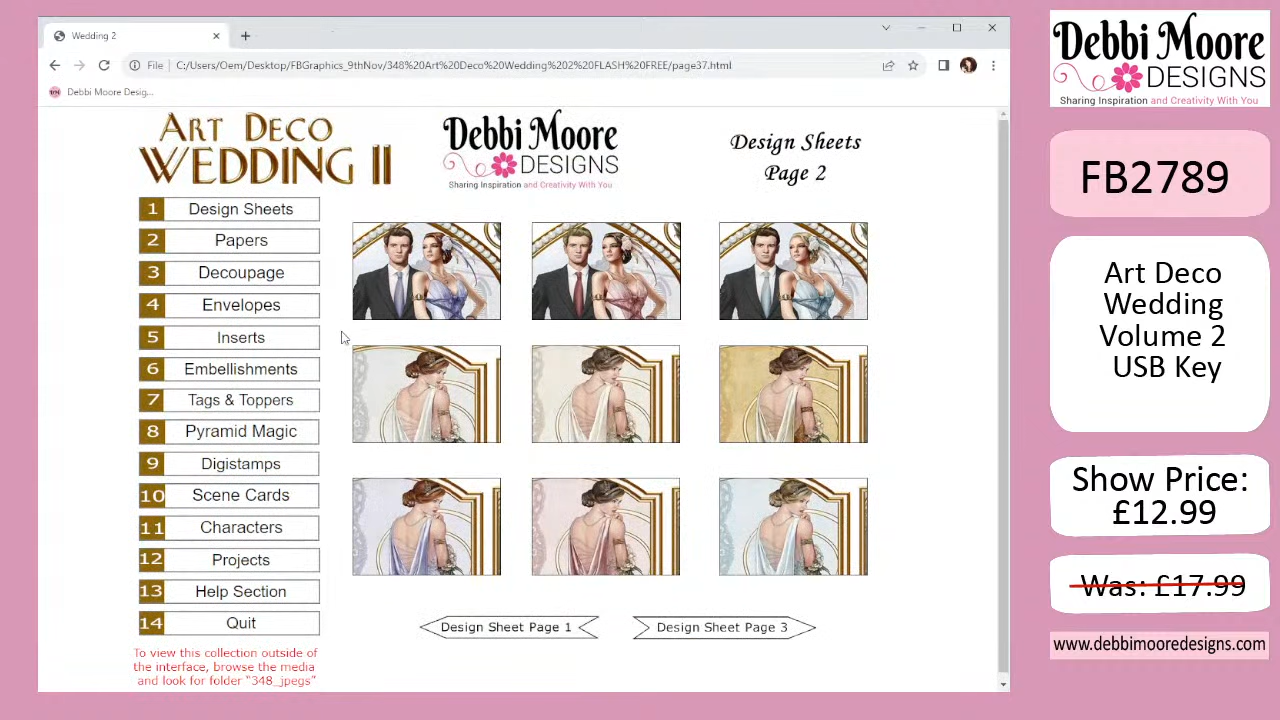 Wedding 2
File
C:/Users/Oem/Desktop/FBGraphics_9thNov/348%20Art%20Deco%20Wedding%202%20FLASH%20FREE/page37.html
Debbi Moore Desig...
ART DECO
WEDDING II
Debbi Moore
DESIGNS
Sharing Inspiration and Creativity With You
Design Sheets
Page 2
1 Design Sheets
2 Papers
3 Decoupage
4 Envelopes
5 Inserts
6 Embellishments
7 Tags & Toppers
8 Pyramid Magic
9 Digistamps
10 Scene Cards
11 Characters
12 Projects
13 Help Section
14 Quit
To view this collection outside of
the interface, browse the media
and look for folder "348_jpegs"
Design Sheet Page 1
Design Sheet Page 3
Debbi Moore
DESIGNS
Sharing Inspiration and Creativity With You
FB2789
Art Deco
Wedding
Volume 2
USB Key
Show Price:
£12.99
Was: £17.99
www.debbimooredesigns.com